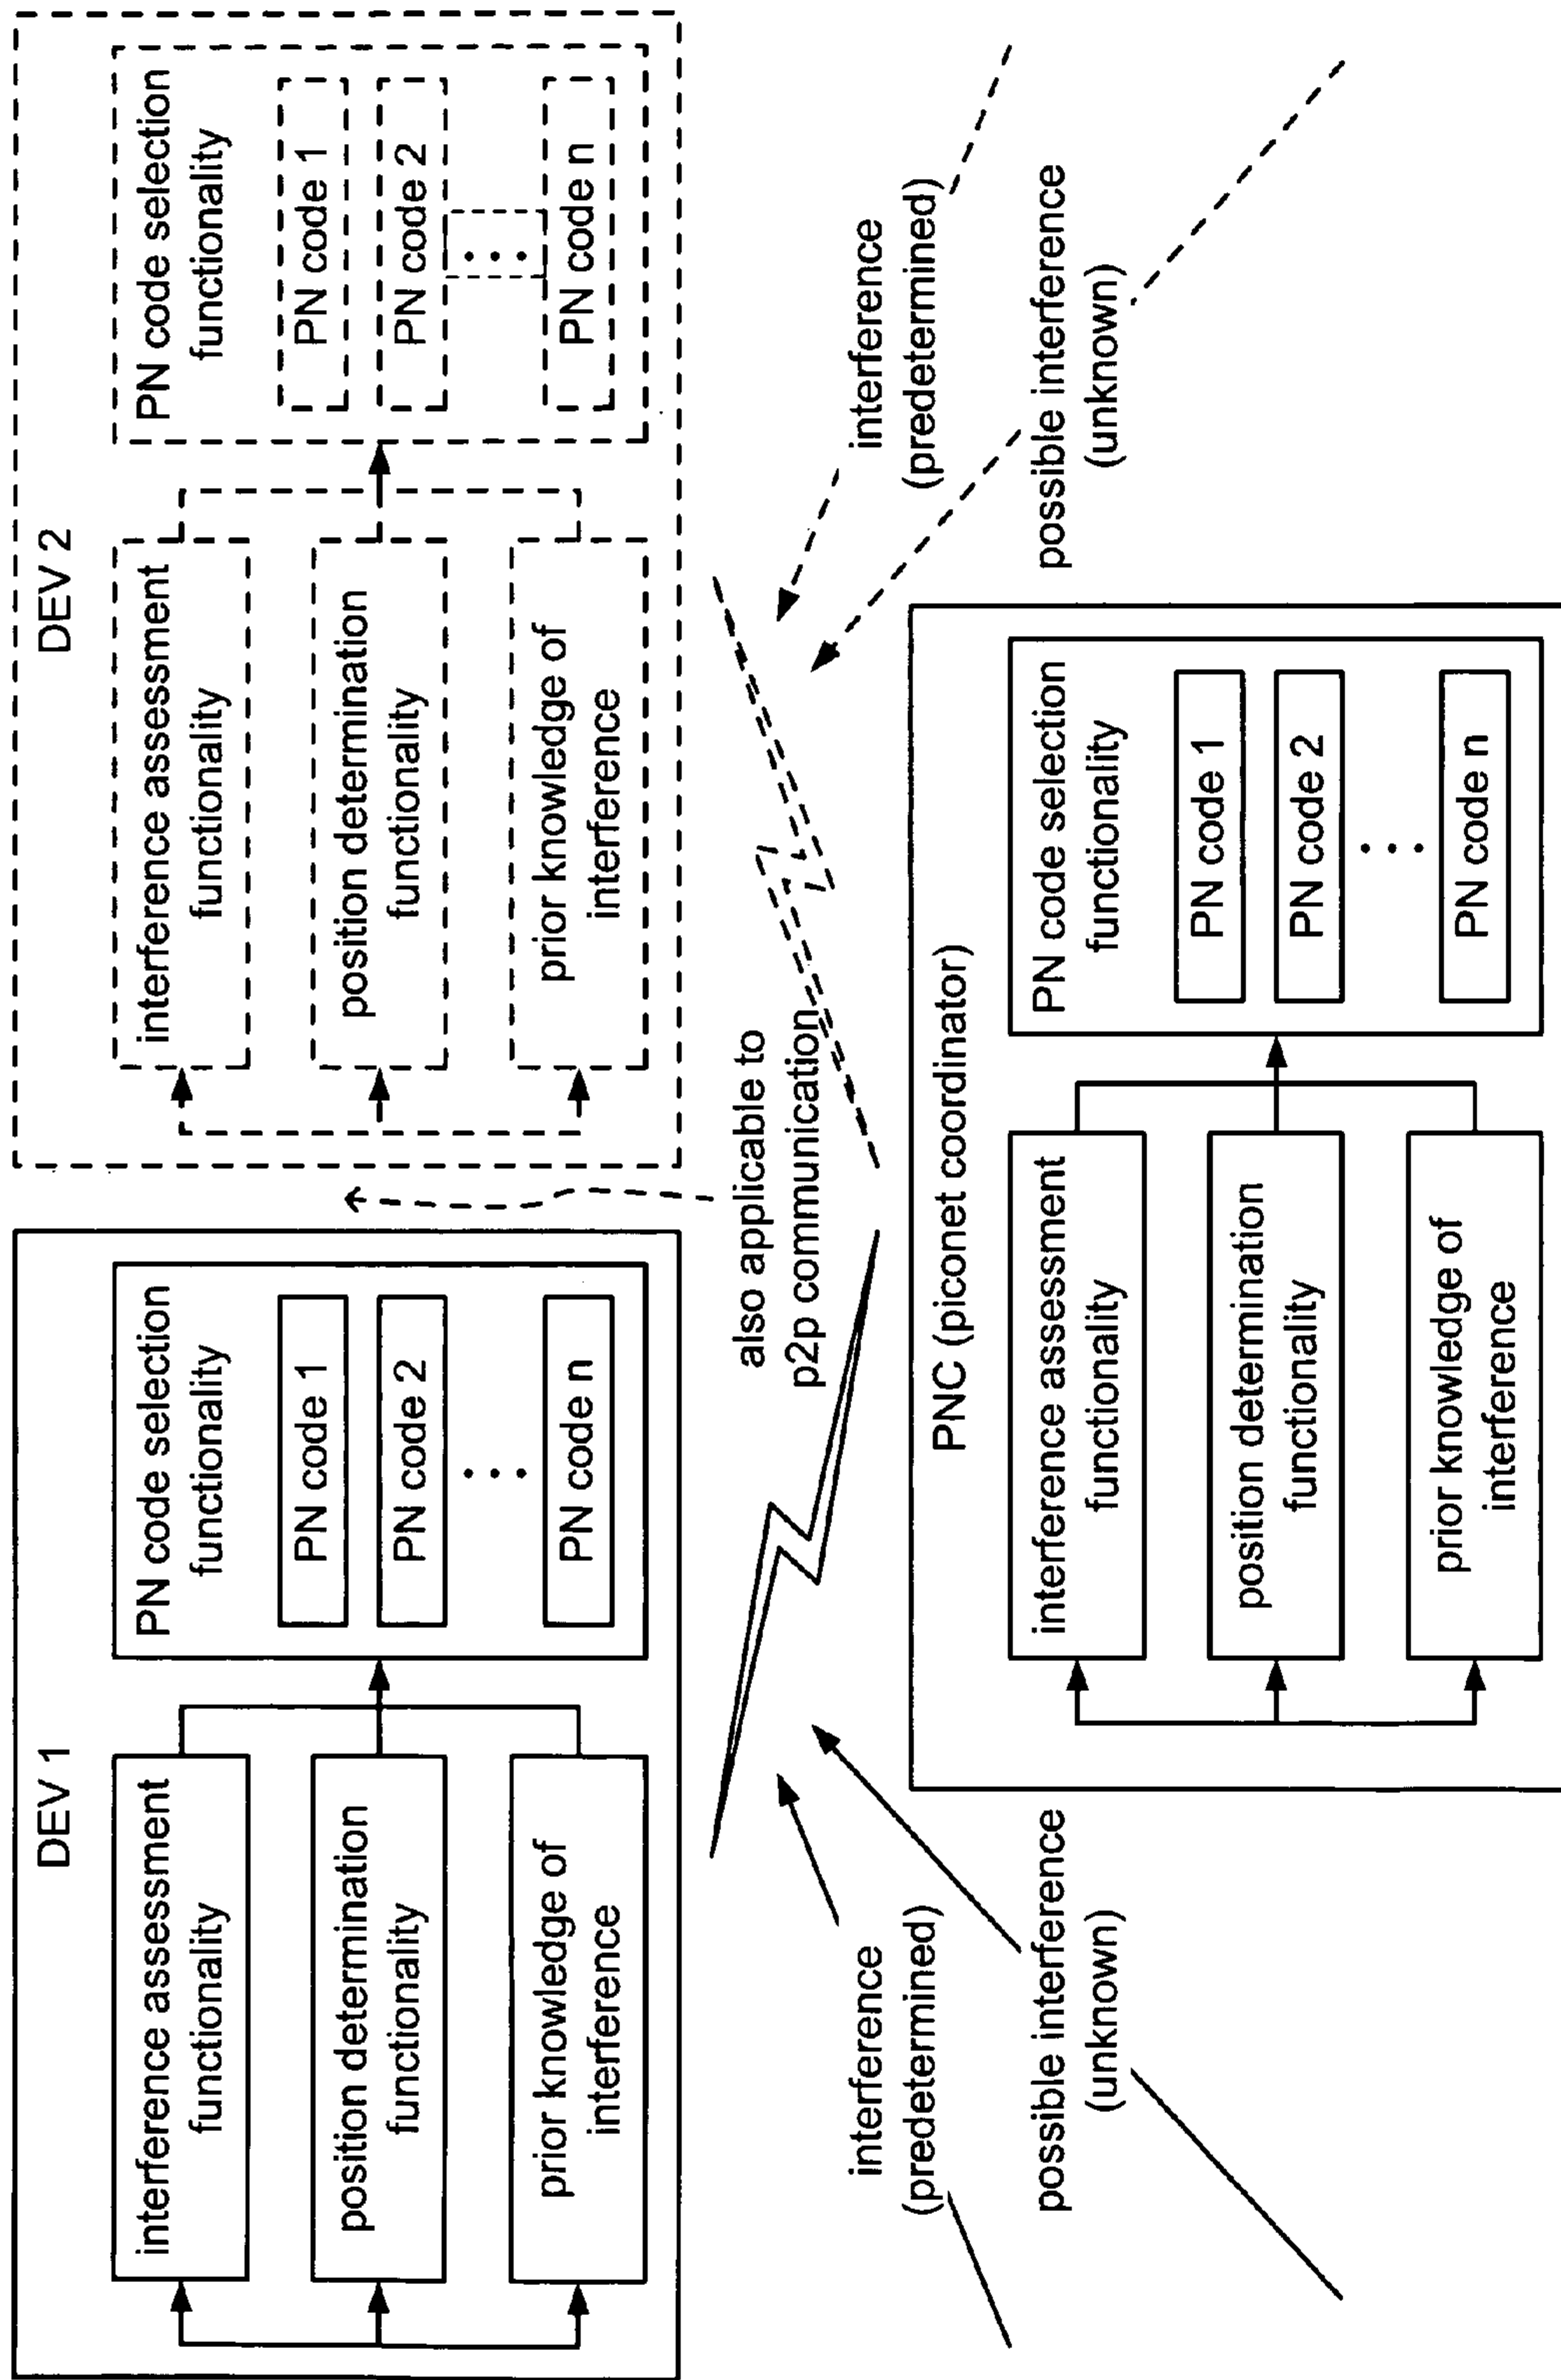 DEV 1
interference assessment
functionality
position determination
functionality
prior knowledge of
interference
PN code selection
functionality
PN code 1
PN code 2
...
PN code n
DEV 2
interference assessment
functionality
position determination
functionality
prior knowledge of
interference
PN code selection
functionality
PN code 1
PN code 2
...
PN code n
also applicable to
p2p communication
interference
(predetermined)
possible interference
(unknown)
interference
(predetermined)
possible interference
(unknown)
PNC (piconet coordinator)
interference assessment
functionality
position determination
functionality
prior knowledge of
interference
PN code selection
functionality
PN code 1
PN code 2
...
PN code n